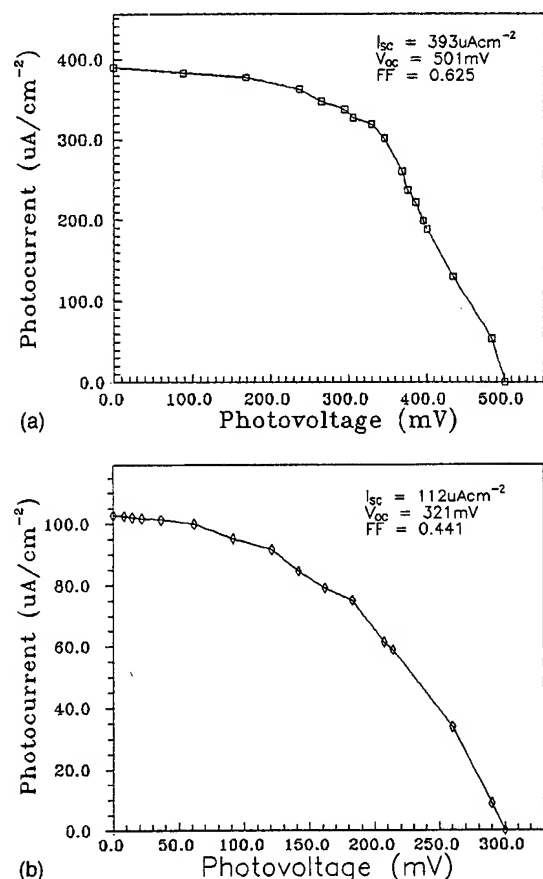 I_SC = 393uAcm^-2
V_OC = 501mV
FF = 0.625
Photocurrent (uA/cm^-2)
400.0
300.0
200.0
100.0
0.0
0.0 100.0 200.0 300.0 400.0 500.0
Photovoltage (mV)
(a)
I_SC = 112uAcm^-2
V_OC = 321mV
FF = 0.441
Photocurrent (uA/cm^-2)
100.0
80.0
60.0
40.0
20.0
0.0
0.0 50.0 100.0 150.0 200.0 250.0 300.0
Photovoltage (mV)
(b)